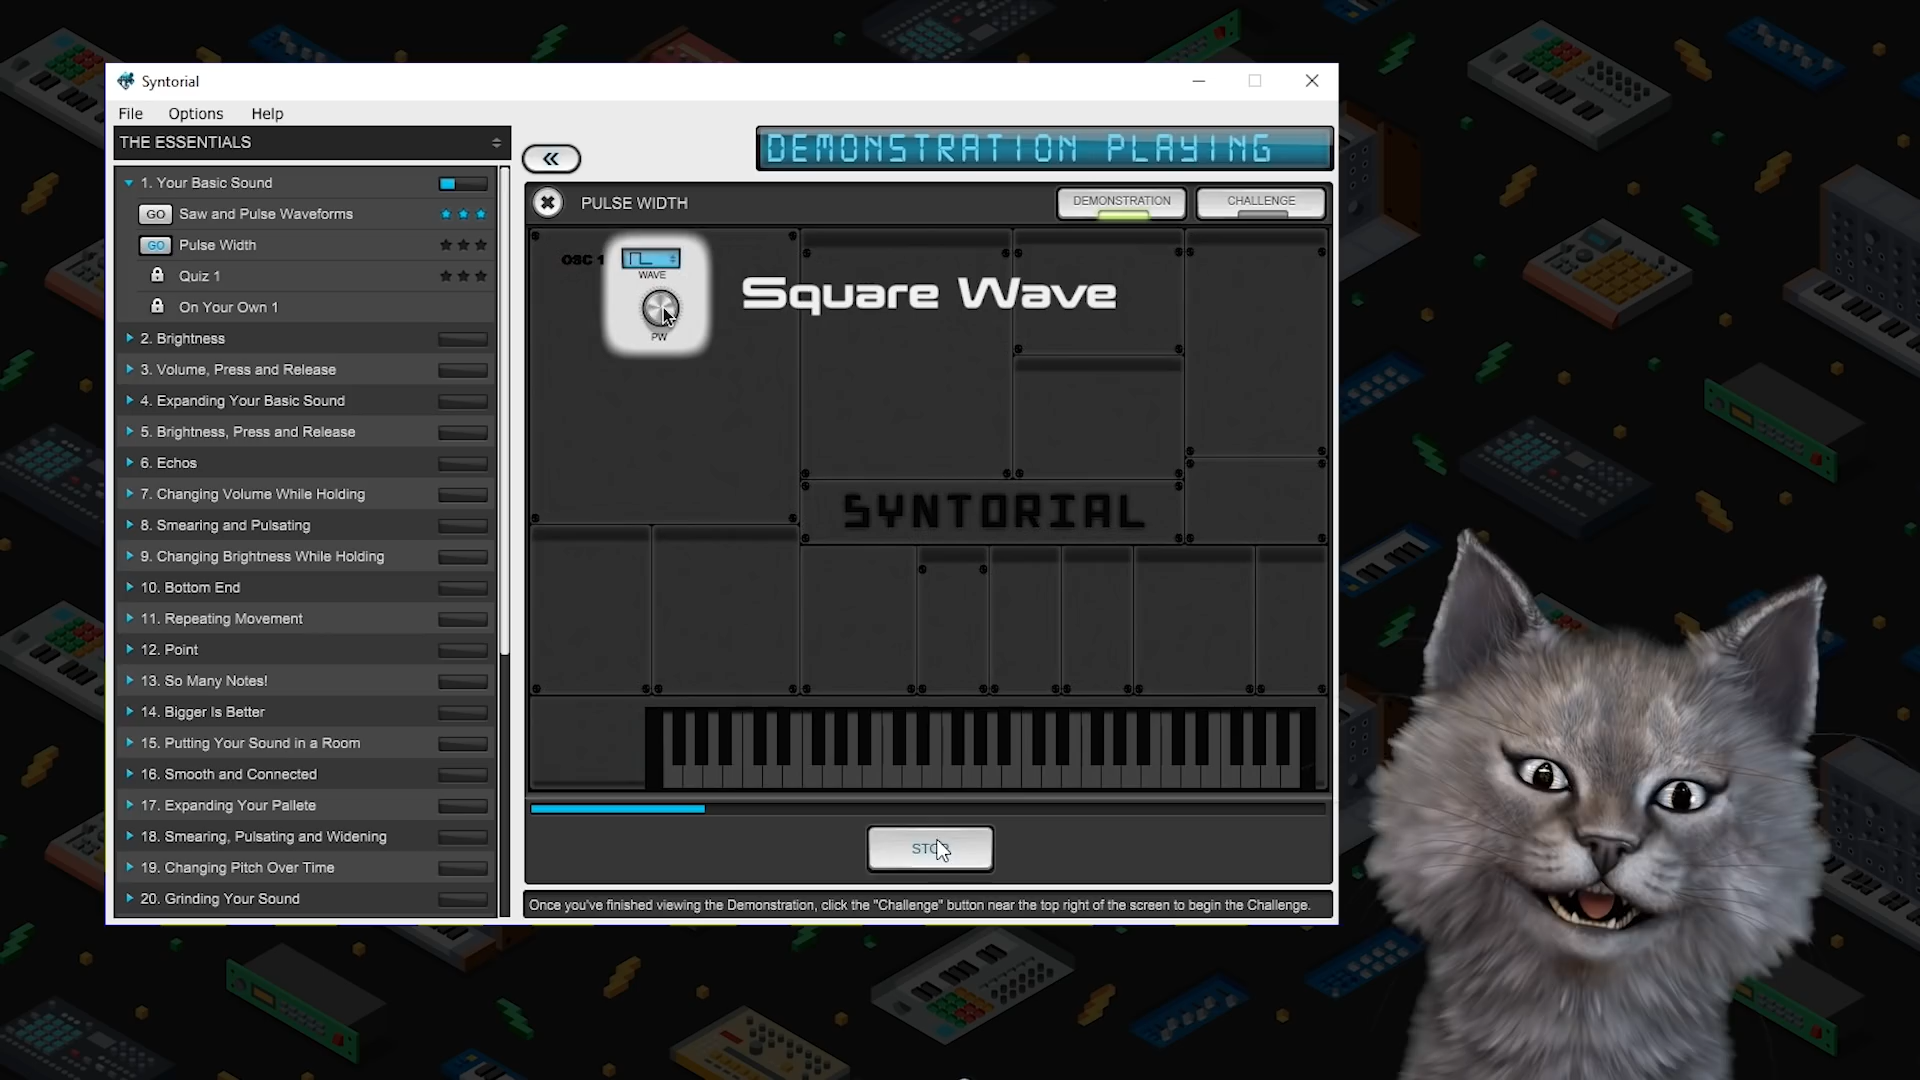 Syntorial
File Options Help
THE ESSENTIALS
1. Your Basic Sound
GO Saw and Pulse Waveforms
GO Pulse Width
Quiz 1
On Your Own 1
2. Brightness
3. Volume, Press and Release
4. Expanding Your Basic Sound
5. Brightness, Press and Release
6. Echos
7. Changing Volume While Holding
8. Smearing and Pulsating
9. Changing Brightness While Holding
10. Bottom End
11. Repeating Movement
12. Point
13. So Many Notes!
14. Bigger Is Better
15. Putting Your Sound in a Room
16. Smooth and Connected
17. Expanding Your Pallete
18. Smearing, Pulsating and Widening
19. Changing Pitch Over Time
20. Grinding Your Sound
DEMONSTRATION PLAYING
PULSE WIDTH
DEMONSTRATION
CHALLENGE
OSC 1
WAVE
PW
Square Wave
SYNTORIAL
STOP
Once you've finished viewing the Demonstration, click the "Challenge" button near the top right of the screen to begin the Challenge.